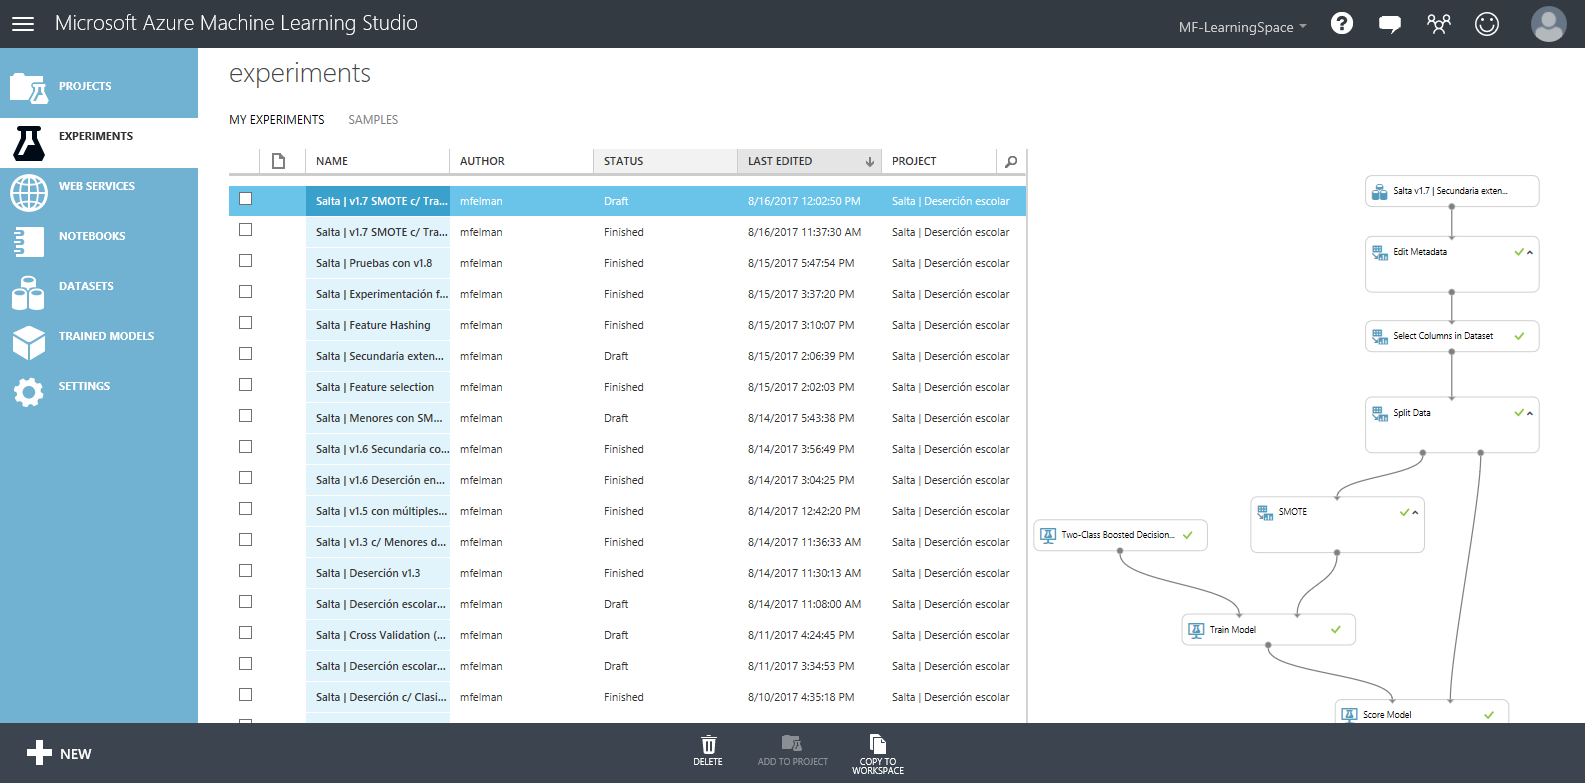 Microsoft Azure Machine Learning Studio
MF-LearningSpace
PROJECTS
EXPERIMENTS
WEB SERVICES
NOTEBOOKS
DATASETS
TRAINED MODELS
SETTINGS
experiments
MY EXPERIMENTS SAMPLES
NAME AUTHOR STATUS LAST EDITED PROJECT
Salta | v1.7 SMOTE c/ Tra... mfelman Draft 8/16/2017 12:02:50 PM Salta | Deserción escolar
Salta | v1.7 SMOTE c/ Tra... mfelman Finished 8/16/2017 11:37:30 AM Salta | Deserción escolar
Salta | Pruebas con v1.8 mfelman Finished 8/15/2017 5:47:54 PM Salta | Deserción escolar
Salta | Experimentación f... mfelman Finished 8/15/2017 3:37:20 PM Salta | Deserción escolar
Salta | Feature Hashing mfelman Finished 8/15/2017 3:10:07 PM Salta | Deserción escolar
Salta | Secundaria exten... mfelman Draft 8/15/2017 2:06:39 PM Salta | Deserción escolar
Salta | Feature selection mfelman Finished 8/15/2017 2:02:03 PM Salta | Deserción escolar
Salta | Menores con SM... mfelman Draft 8/14/2017 5:43:38 PM Salta | Deserción escolar
Salta | v1.6 Secundaria co... mfelman Finished 8/14/2017 3:56:49 PM Salta | Deserción escolar
Salta | v1.6 Deserción en... mfelman Finished 8/14/2017 3:04:25 PM Salta | Deserción escolar
Salta | v1.5 con múltiples... mfelman Finished 8/14/2017 12:42:20 PM Salta | Deserción escolar
Salta | v1.3 c/ Menores d... mfelman Finished 8/14/2017 11:36:33 AM Salta | Deserción escolar
Salta | Deserción v1.3 mfelman Finished 8/14/2017 11:30:13 AM Salta | Deserción escolar
Salta | Deserción escolar... mfelman Draft 8/14/2017 11:08:00 AM Salta | Deserción escolar
Salta | Cross Validation (... mfelman Draft 8/11/2017 4:24:45 PM Salta | Deserción escolar
Salta | Deserción escolar... mfelman Draft 8/11/2017 3:34:53 PM Salta | Deserción escolar
Salta | Deserción c/ Clasi... mfelman Finished 8/10/2017 4:35:18 PM Salta | Deserción escolar
Salta v1.7 | Secundaria exten...
Edit Metadata
Select Columns in Dataset
Split Data
SMOTE
Two-Class Boosted Decision...
Train Model
Score Model
NEW
DELETE
ADD TO PROJECT
COPY TO
WORKSPACE